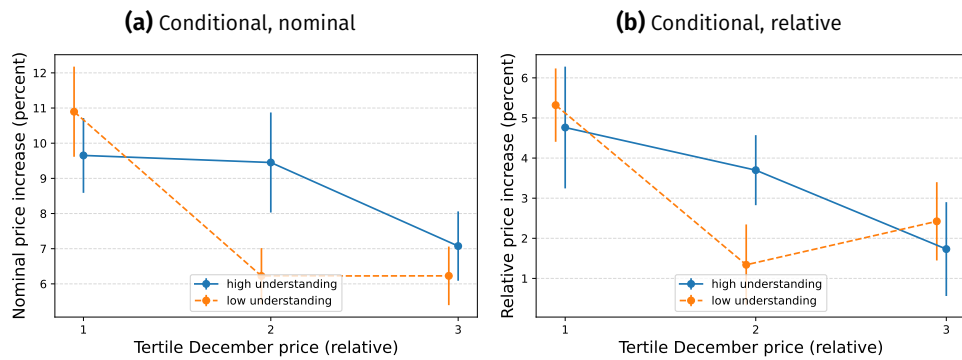 (a) Conditional, nominal
Nominal price increase (percent)
12
11
10
9
8
7
6
high understanding
low understanding
1
2
3
Tertile December price (relative)
(b) Conditional, relative
Relative price increase (percent)
6
5
4
3
2
1
high understanding
low understanding
1
2
3
Tertile December price (relative)